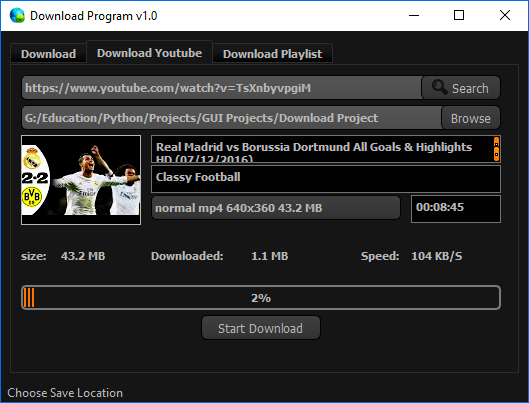 Download Program v1.0
Download
Download Youtube
Download Playlist
https://www.youtube.com/watch?v=TsXnbyvpgiM
Search
G:/Education/Python/Projects/GUI Projects/Download Project
Browse
2-2
BVB
09
Real Madrid vs Borussia Dortmund All Goals & Highlights
HD (07/12/2016)
Classy Football
normal mp4 640x360 43.2 MB
00:08:45
size: 43.2 MB Downloaded: 1.1 MB Speed: 104 KB/S
2%
Start Download
Choose Save Location